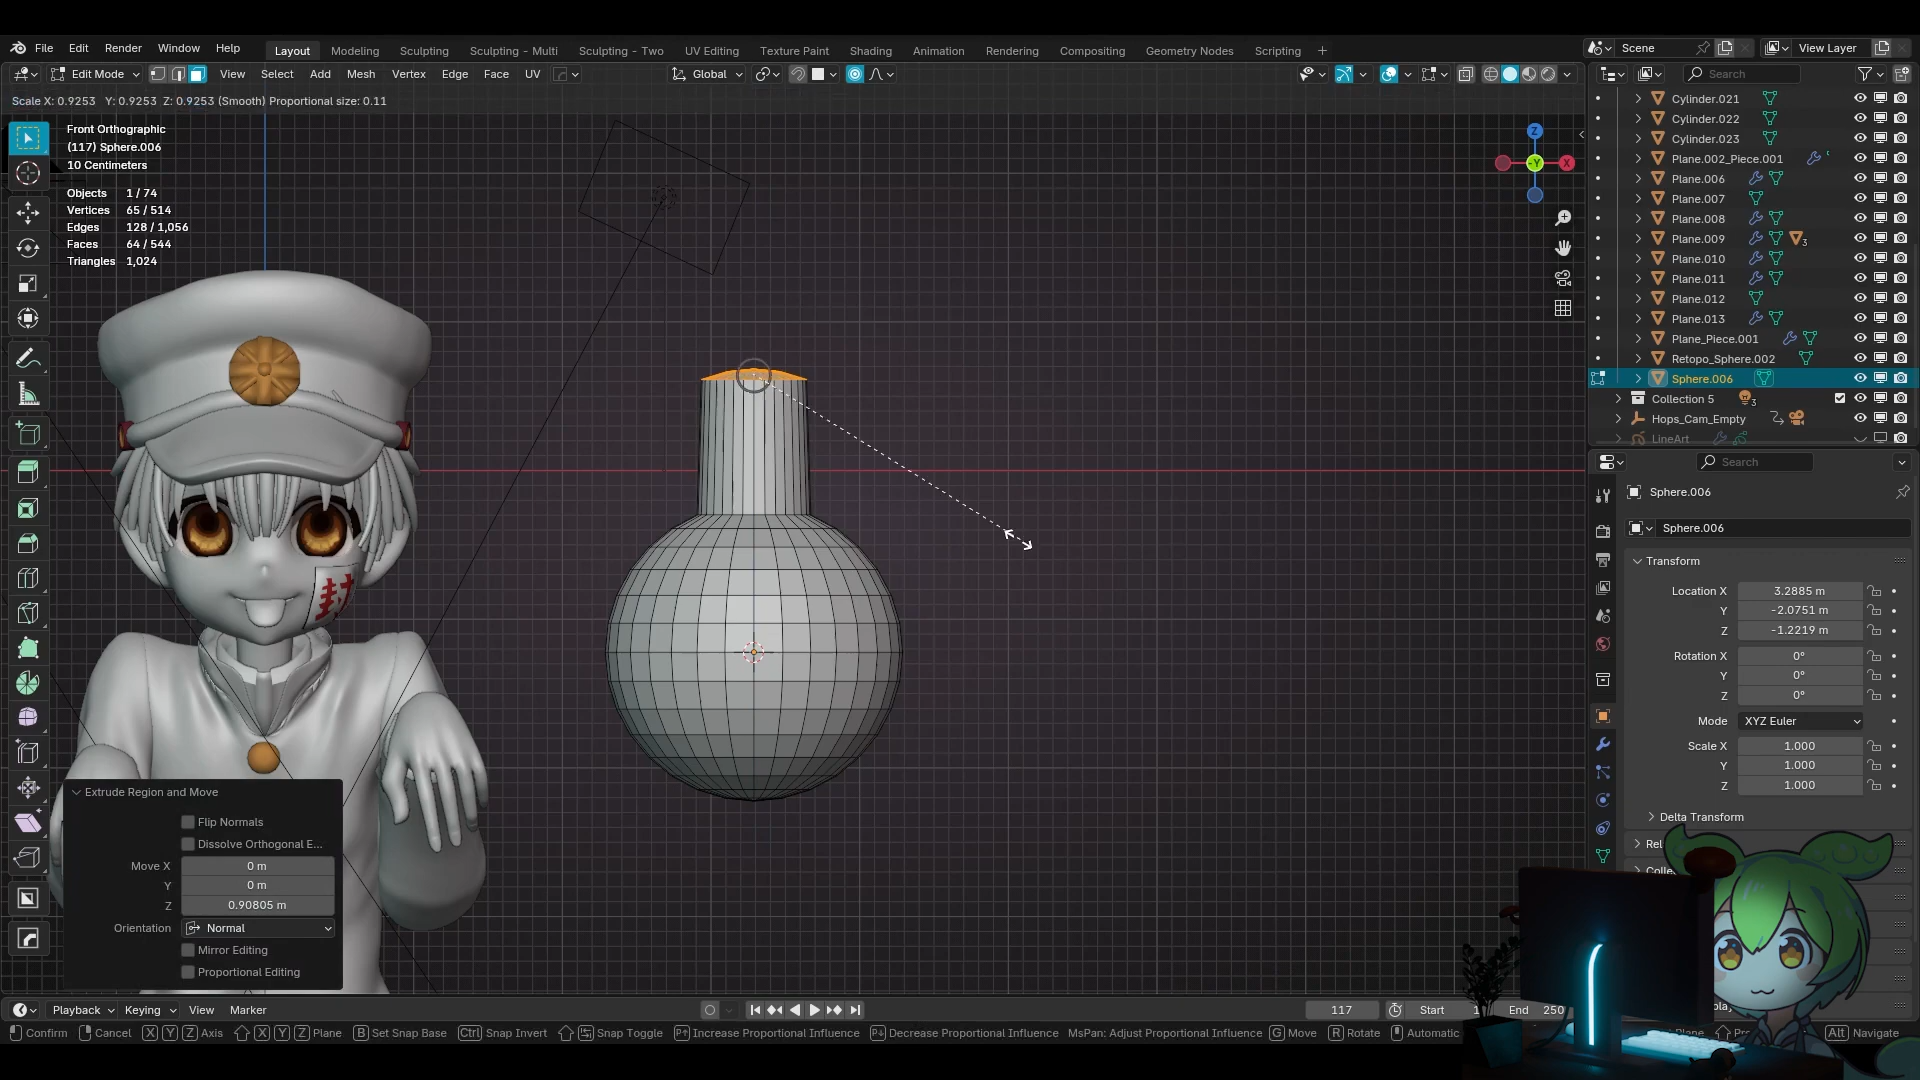 File Edit Render Window Help Layout Modeling Sculpting Sculpting - Multi Sculpting - Two UV Editing Texture Paint Shading Animation Rendering Compositing Geometry Nodes Scripting + Scene View Layer
Edit Mode View Select Add Mesh Vertex Edge Face UV Global Search
Scale X: 0.9253 Y: 0.9253 Z: 0.9253 (Smooth) Proportional size: 0.11
Front Orthographic
(117) Sphere.006
10 Centimeters
Objects 1 / 74
Vertices 65 / 514
Edges 128 / 1,056
Faces 64 / 544
Triangles 1,024
Z
-Y
X
封
Cylinder.021
Cylinder.022
Cylinder.023
Plane.002_Piece.001
Plane.006
Plane.007
Plane.008
Plane.009 3
Plane.010
Plane.011
Plane.012
Plane.013
Plane_Piece.001
Retopo_Sphere.002
Sphere.006
Collection 5 3
Hops_Cam_Empty
LineArt
Search
Sphere.006
Sphere.006
Transform
Location X 3.2885 m
Y -2.0751 m
Z -1.2219 m
Rotation X 0°
Y 0°
Z 0°
Mode XYZ Euler
Scale X 1.000
Y 1.000
Z 1.000
Delta Transform
Rel
Colle
Extrude Region and Move
Flip Normals
Dissolve Orthogonal E...
Move X 0 m
Y 0 m
Z 0.90805 m
Orientation Normal
Mirror Editing
Proportional Editing
Playback Keying View Marker 117 Start 1 End 250
Confirm Cancel X Y Z Axis X Y Z Plane B Set Snap Base Ctrl Snap Invert Snap Toggle Increase Proportional Influence Decrease Proportional Influence MsPan: Adjust Proportional Influence G Move R Rotate Automatic Alt Navigate